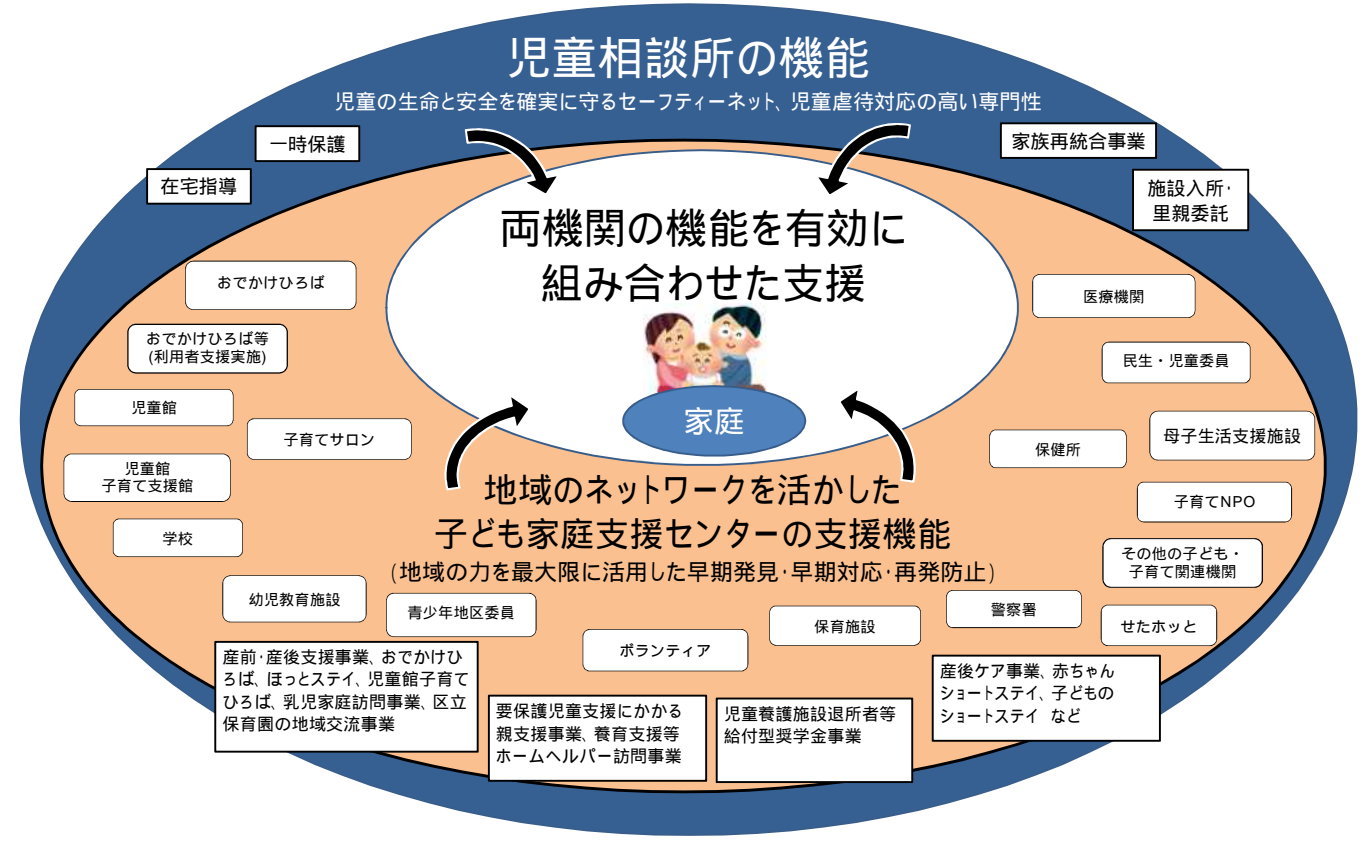 児童相談所の機能
児童の生命と安全を確実に守るセーフティーネット、児童虐待対応の高い専門性
一時保護
家族再統合事業
在宅指導
施設入所・
里親委託
両機関の機能を有効に
組み合わせた支援
家庭
おでかけひろば
おでかけひろば等
(利用者支援実施)
児童館
子育てサロン
児童館
子育て支援館
学校
幼児教育施設
青少年地区委員
医療機関
民生・児童委員
母子生活支援施設
保健所
子育てNPO
その他の子ども・
子育て関連機関
せたホッと
警察署
保育施設
ボランティア
地域のネットワークを活かした
子ども家庭支援センターの支援機能
(地域の力を最大限に活用した早期発見・早期対応・再発防止)
産前・産後支援事業、おでかけひ
ろば、ほっとステイ、児童館子育て
ひろば、乳児家庭訪問事業、区立
保育園の地域交流事業
要保護児童支援にかかる
親支援事業、養育支援等
ホームヘルパー訪問事業
児童養護施設退所者等
給付型奨学金事業
産後ケア事業、赤ちゃん
ショートステイ、子どもの
ショートステイ など